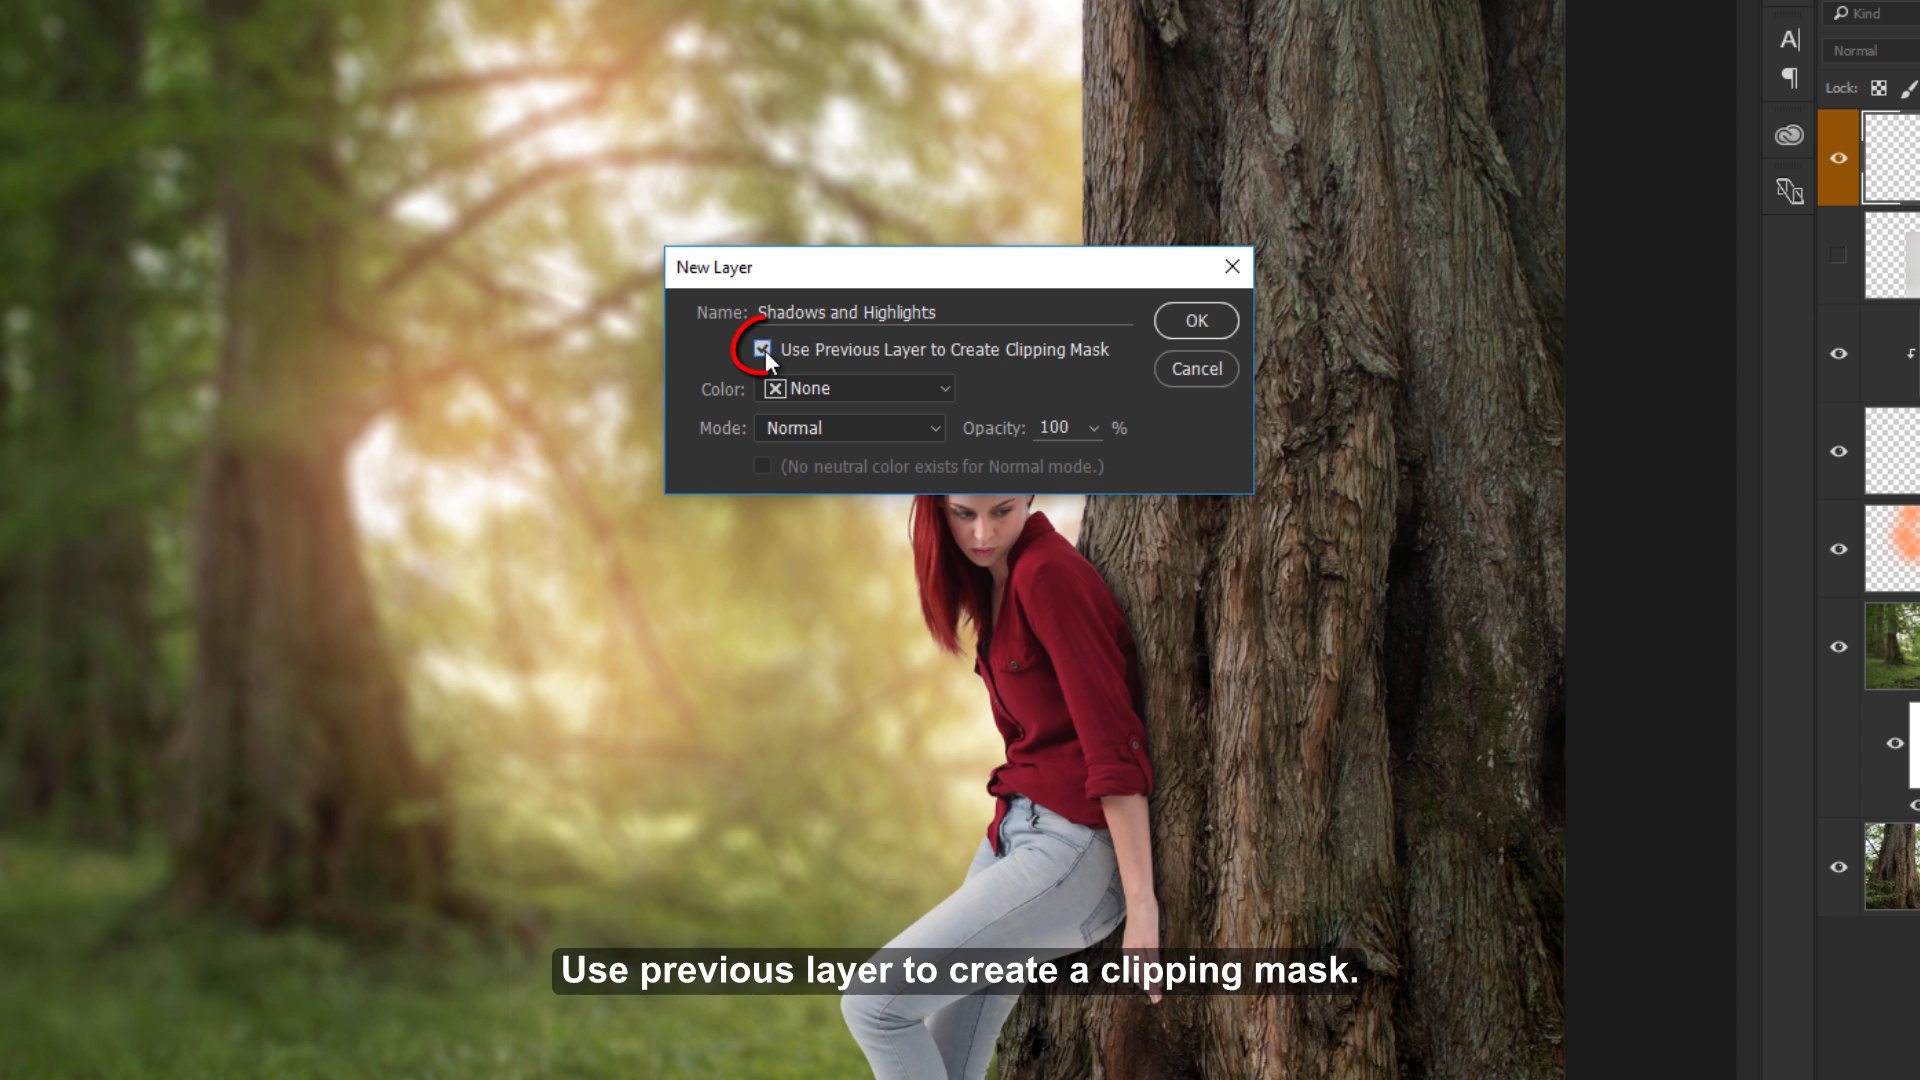 Kind
Normal
Lock:
New Layer
Name: Shadows and Highlights
OK
Use Previous Layer to Create Clipping Mask
Cancel
Color: None
Mode: Normal Opacity: 100 %
(No neutral color exists for Normal mode.)
Use previous layer to create a clipping mask.